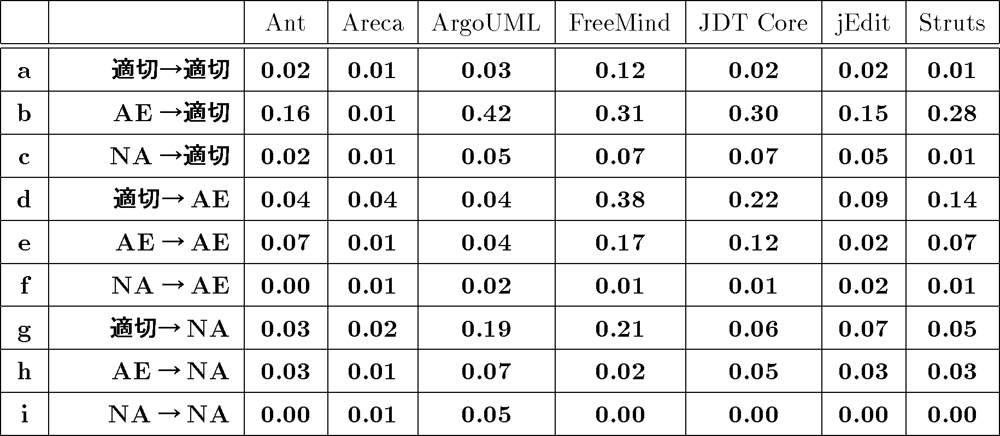 Ant Areca ArgoUML FreeMind JDT Core jEdit Struts
a 適切→適切 0.02 0.01 0.03 0.12 0.02 0.02 0.01
b AE →適切 0.16 0.01 0.42 0.31 0.30 0.15 0.28
c NA →適切 0.02 0.01 0.05 0.07 0.07 0.05 0.01
d 適切→ AE 0.04 0.04 0.04 0.38 0.22 0.09 0.14
e AE → AE 0.07 0.01 0.04 0.17 0.12 0.02 0.07
f NA → AE 0.00 0.01 0.02 0.01 0.01 0.02 0.01
g 適切→ NA 0.03 0.02 0.19 0.21 0.06 0.07 0.05
h AE → NA 0.03 0.01 0.07 0.02 0.05 0.03 0.03
i NA → NA 0.00 0.01 0.05 0.00 0.00 0.00 0.00